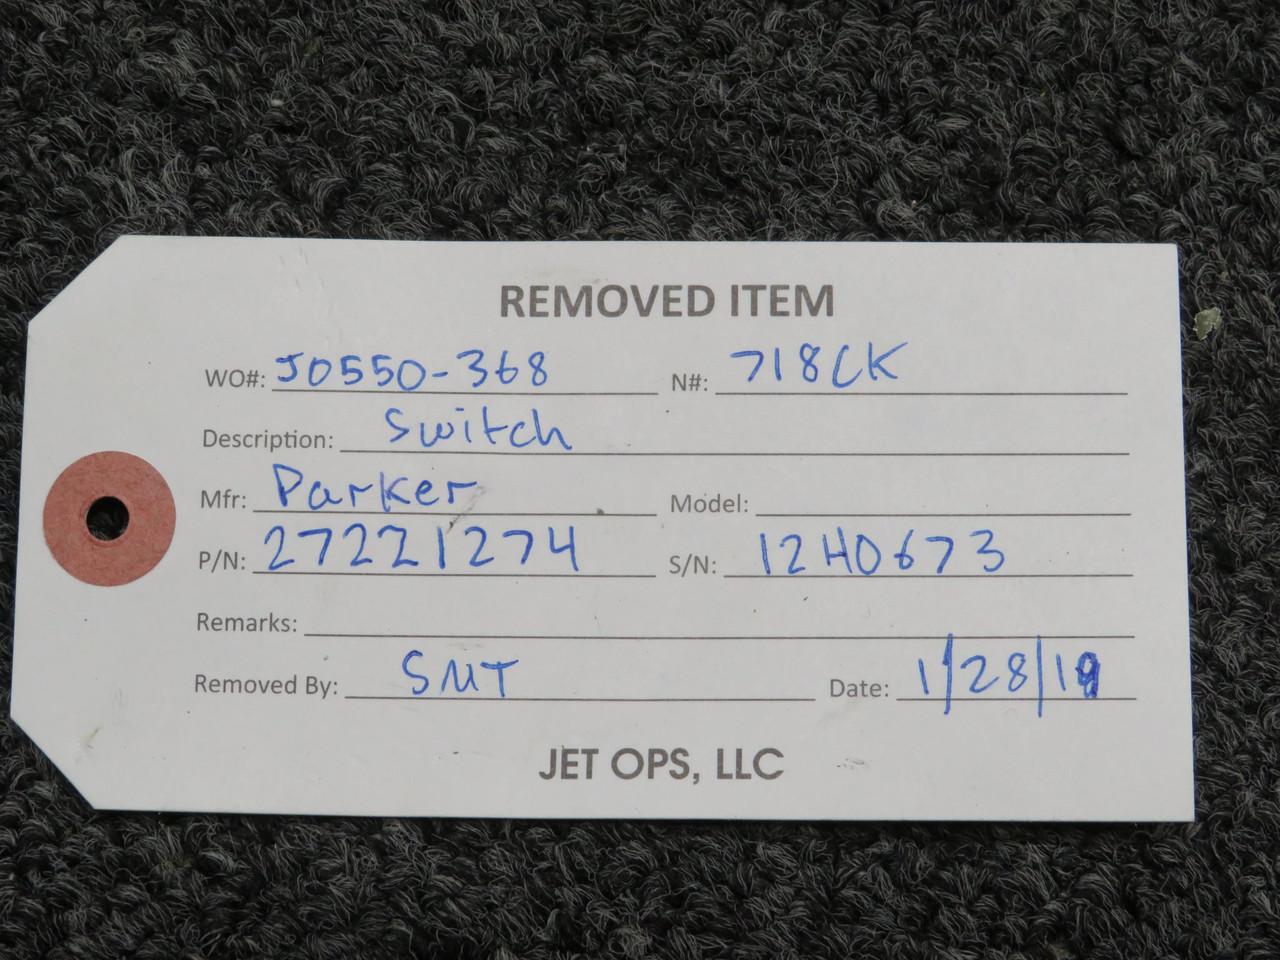 REMOVED ITEM
WO#: JO550-368 N#: 718CK
Description: Switch
Mfr: Parker Model:
P/N: 27221274 S/N: 12H0673
Remarks:
Removed By: SMT Date: 1/28/19
JET OPS, LLC